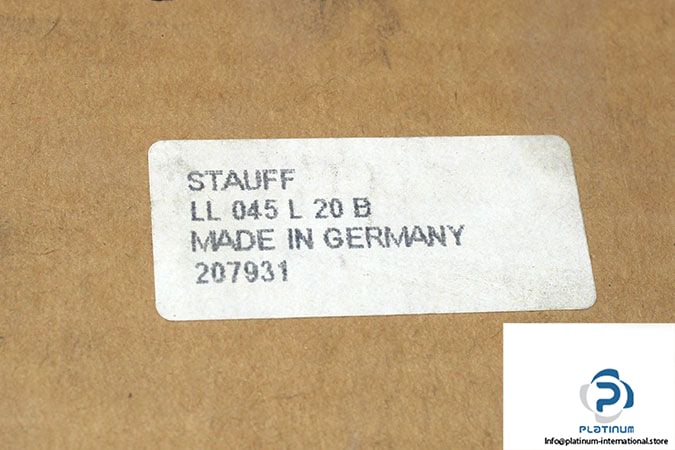 STAUFF
LL 045 L 20 B
MADE IN GERMANY
207931
PLATINUM
Info@platinum-international.store